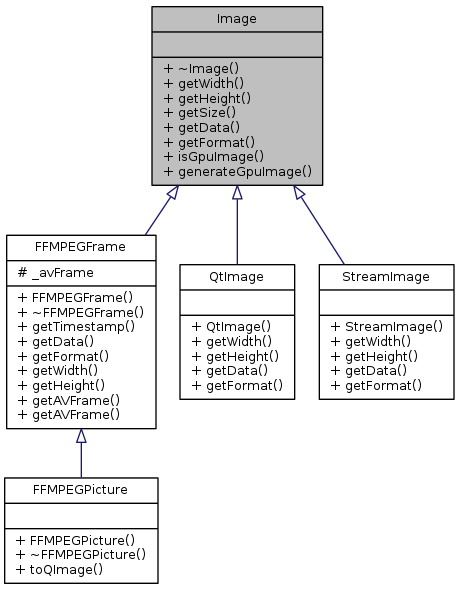 Image
+ ~Image()
+ getWidth()
+ getHeight()
+ getSize()
+ getData()
+ getFormat()
+ isGpuImage()
+ generateGpuImage()
FFMPEGFrame
# _avFrame
+ FFMPEGFrame()
+ ~FFMPEGFrame()
+ getTimestamp()
+ getData()
+ getFormat()
+ getWidth()
+ getHeight()
+ getAVFrame()
+ getAVFrame()
QtImage
+ QtImage()
+ getWidth()
+ getHeight()
+ getData()
+ getFormat()
StreamImage
+ StreamImage()
+ getWidth()
+ getHeight()
+ getData()
+ getFormat()
FFMPEGPicture
+ FFMPEGPicture()
+ ~FFMPEGPicture()
+ toQImage()